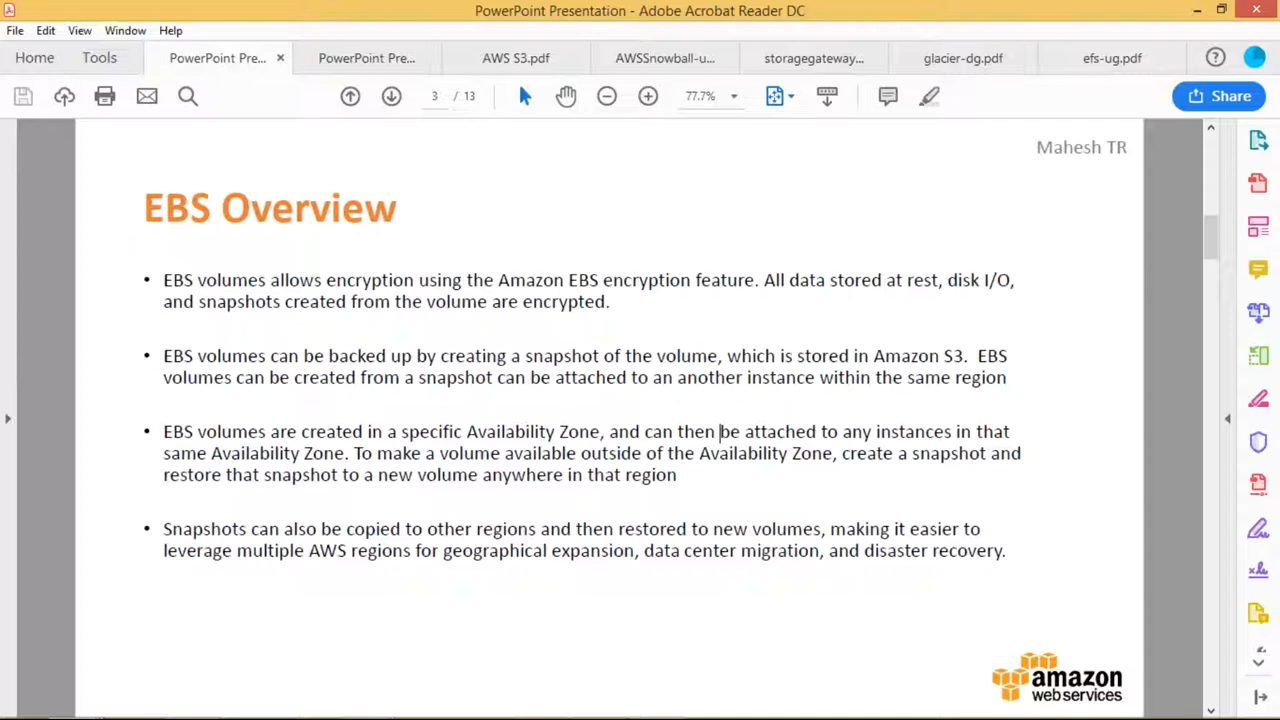 PowerPoint Presentation - Adobe Acrobat Reader DC
File Edit View Window Help
Home Tools PowerPoint Pre... × PowerPoint Pre... AWS S3.pdf AWSSnowball-u... storagegateway... glacier-dg.pdf efs-ug.pdf
3 / 13 77.7% Share
Mahesh TR
EBS Overview
• EBS volumes allows encryption using the Amazon EBS encryption feature. All data stored at rest, disk I/O,
and snapshots created from the volume are encrypted.
• EBS volumes can be backed up by creating a snapshot of the volume, which is stored in Amazon S3. EBS
volumes can be created from a snapshot can be attached to an another instance within the same region
• EBS volumes are created in a specific Availability Zone, and can then be attached to any instances in that
same Availability Zone. To make a volume available outside of the Availability Zone, create a snapshot and
restore that snapshot to a new volume anywhere in that region
• Snapshots can also be copied to other regions and then restored to new volumes, making it easier to
leverage multiple AWS regions for geographical expansion, data center migration, and disaster recovery.
amazon
web services